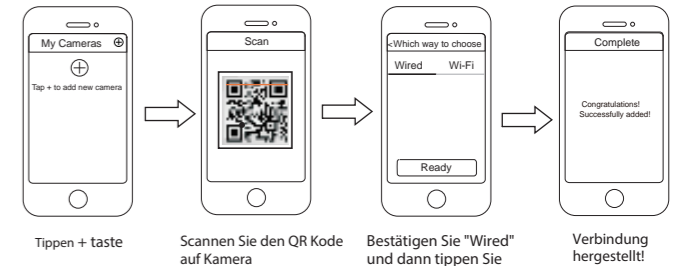 My Cameras ⊕
Tap + to add new camera
Scan
<Which way to choose
Wired Wi-Fi
Ready
Complete
Congratulations!
Successfully added!
Tippen + taste
Scannen Sie den QR Kode
auf Kamera
Bestätigen Sie "Wired"
und dann tippen Sie
Verbindung
hergestellt!